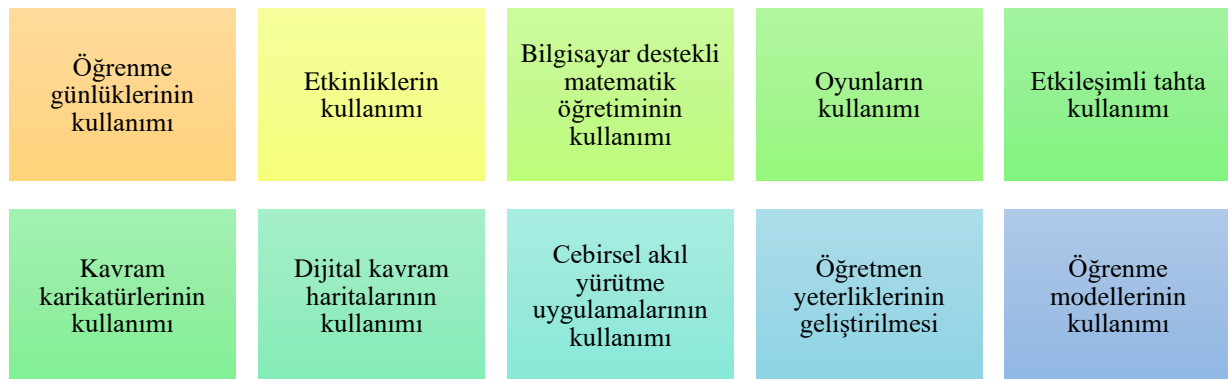 Öğrenme
günlüklerinin
kullanımı
Etkinliklerin
kullanımı
Bilgisayar destekli
matematik
öğretiminin
kullanımı
Oyunların
kullanımı
Etkileşimli tahta
kullanımı
Kavram
karikatürlerinin
kullanımı
Dijital kavram
haritalarının
kullanımı
Cebirsel akıl
yürütme
uygulamalarının
kullanımı
Öğretmen
yeterliklerinin
geliştirilmesi
Öğrenme
modellerinin
kullanımı